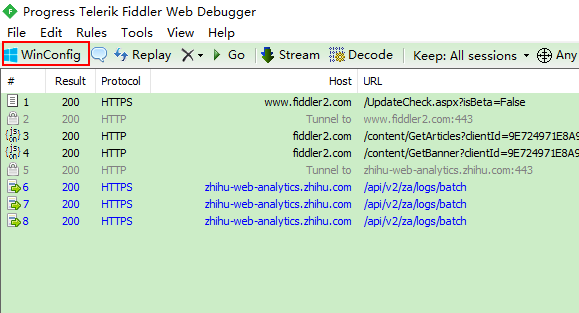 Progress Telerik Fiddler Web Debugger
File Edit Rules Tools View Help
WinConfig Replay Go Stream Decode Keep: All sessions Any
# Result Protocol Host URL
1 200 HTTPS www.fiddler2.com /UpdateCheck.aspx?isBeta=False
2 200 HTTP Tunnel to www.fiddler2.com:443
3 200 HTTP fiddler2.com /content/GetArticles?clientId=9E724971E8A9
4 200 HTTP fiddler2.com /content/GetBanner?clientId=9E724971E8A9
5 200 HTTP Tunnel to zhihu-web-analytics.zhihu.com:443
6 200 HTTPS zhihu-web-analytics.zhihu.com /api/v2/za/logs/batch
7 200 HTTPS zhihu-web-analytics.zhihu.com /api/v2/za/logs/batch
8 200 HTTPS zhihu-web-analytics.zhihu.com /api/v2/za/logs/batch